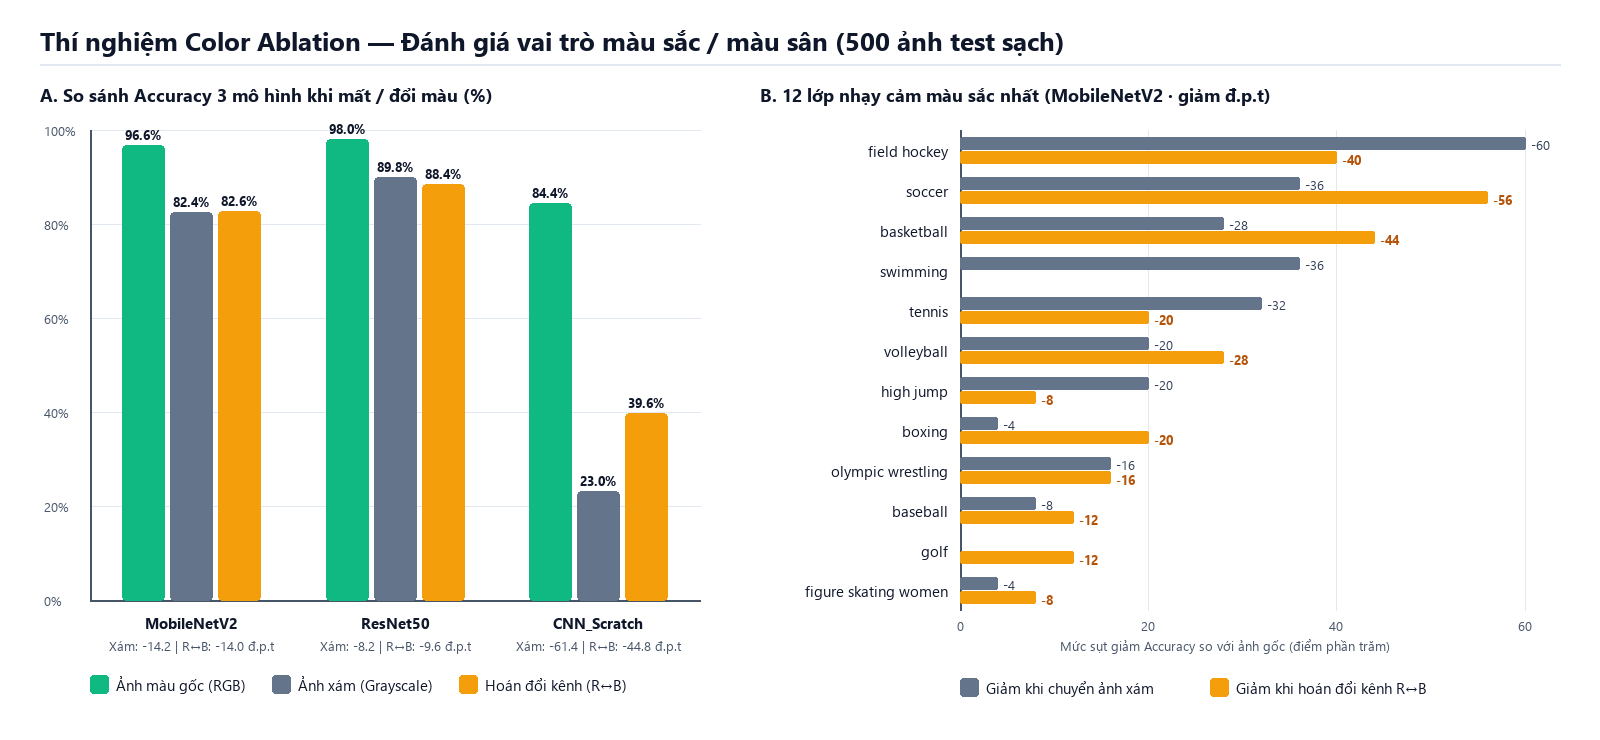 Thí nghiệm Color Ablation — Đánh giá vai trò màu sắc / màu sân (500 ảnh test sạch)
A. So sánh Accuracy 3 mô hình khi mất / đổi màu (%)
100%
80%
60%
40%
20%
0%
96.6%
82.4%
82.6%
98.0%
89.8%
88.4%
84.4%
23.0%
39.6%
MobileNetV2
ResNet50
CNN_Scratch
Xám: -14.2 | R↔B: -14.0 đ.p.t
Xám: -8.2 | R↔B: -9.6 đ.p.t
Xám: -61.4 | R↔B: -44.8 đ.p.t
Ảnh màu gốc (RGB)
Ảnh xám (Grayscale)
Hoán đổi kênh (R↔B)
B. 12 lớp nhạy cảm màu sắc nhất (MobileNetV2 · giảm đ.p.t)
field hockey
-60
-40
soccer
-36
-56
basketball
-28
-44
swimming
-36
tennis
-32
-20
volleyball
-20
-28
high jump
-20
-8
boxing
-4
-20
olympic wrestling
-16
-16
baseball
-8
-12
golf
-12
figure skating women
-4
-8
0
20
40
60
Mức sụt giảm Accuracy so với ảnh gốc (điểm phần trăm)
Giảm khi chuyển ảnh xám
Giảm khi hoán đổi kênh R↔B